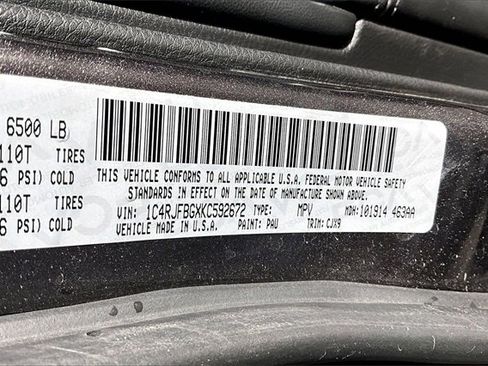 6500 LB
110T TIRES
6 PSI) COLD
110T
6 PSI) COLD
THIS VEHICLE CONFORMS TO ALL APPLICABLE U.S.A. FEDERAL MOTOR VEHICLE SAFETY
STANDARDS IN EFFECT ON THE DATE OF MANUFACTURE SHOWN ABOVE.
VIN: 1C4RJFBGXKC592672 TYPE: MPV MDH: 101914 463AA
VEHICLE MADE IN U.S.A. PAINT: PAU TRIM: CJX9